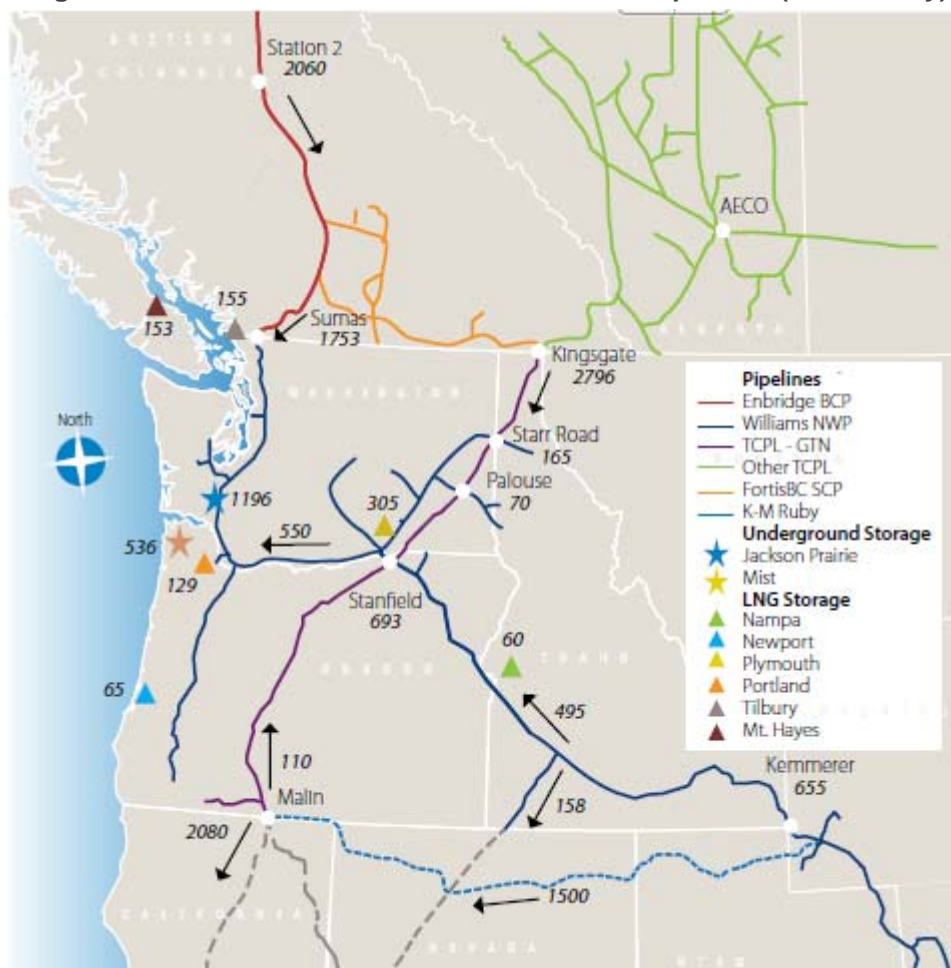 B R I T I S H
C O L U M B I A
Station 2
2060
AECO
A L B E R T A
155
153
Sumas
1753
Kingsgate
2796
W A S H I N G T O N
North
Starr Road
165
Palouse
70
1196
305
550
536
129
Stanfield
693
O R E G O N
60
I D A H O
65
495
110
Malin
2080
158
Kemmerer
655
1500
C A L I F O R N I A
N E V A D A
U T A H
Pipelines
Enbridge BCP
Williams NWP
TCPL - GTN
Other TCPL
FortisBC SCP
K-M Ruby
Underground Storage
Jackson Prairie
Mist
LNG Storage
Nampa
Newport
Plymouth
Portland
Tilbury
Mt. Hayes